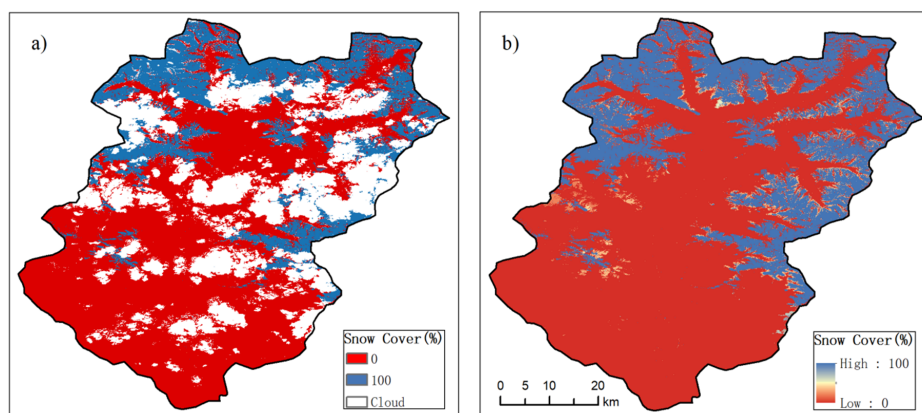 a)
Snow Cover(%)
0
100
Cloud
b)
0 5 10 20
km
Snow Cover(%)
High : 100
Low : 0